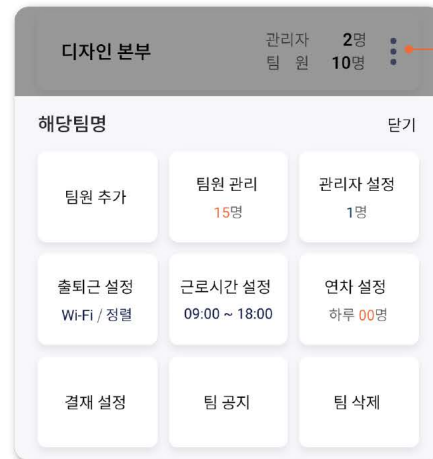 디자인 본부
관리자 2명
팀 원 10명
해당팀명
닫기
팀원 추가
팀원 관리
15명
관리자 설정
1명
출퇴근 설정
Wi-Fi / 정렬
근로시간 설정
09:00 ~ 18:00
연차 설정
하루 00명
결재 설정
팀 공지
팀 삭제